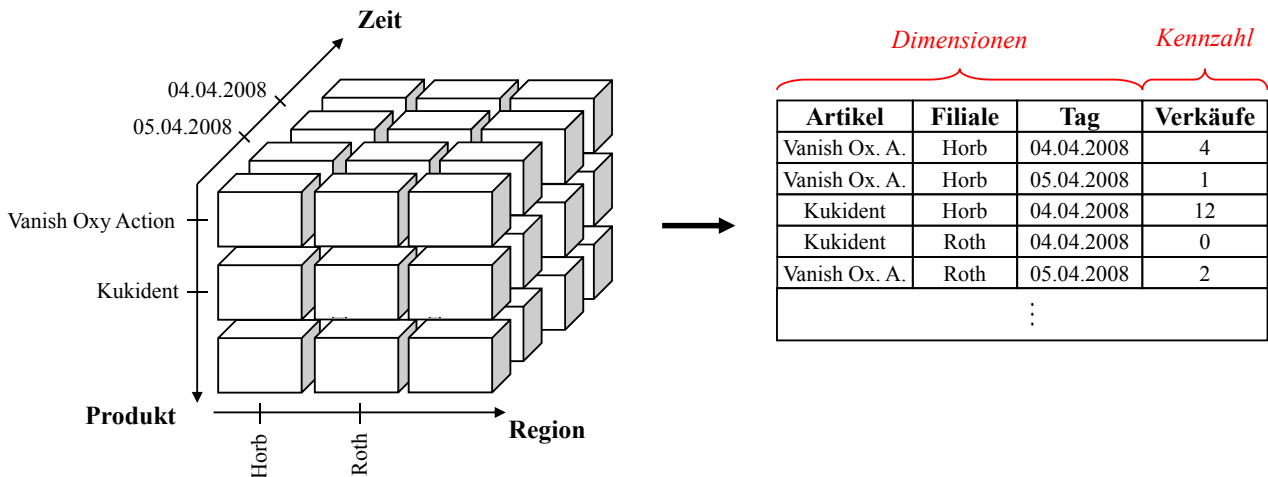 Zeit
04.04.2008
05.04.2008
Vanish Oxy Action
Kukident
Produkt
Horb
Roth
Region
Dimensionen Kennzahl
Artikel Filiale Tag Verkäufe
Vanish Ox. A. Horb 04.04.2008 4
Vanish Ox. A. Horb 05.04.2008 1
Kukident Horb 04.04.2008 12
Kukident Roth 04.04.2008 0
Vanish Ox. A. Roth 05.04.2008 2
⋮